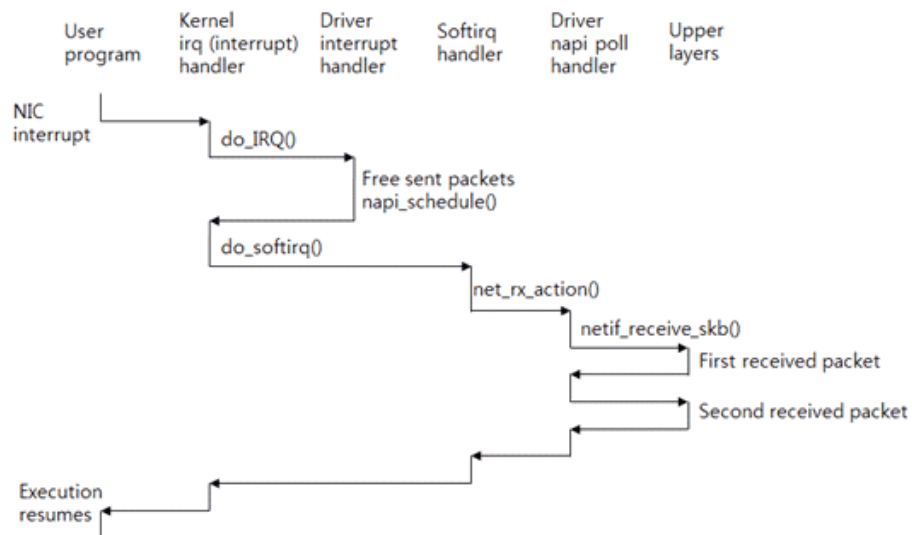 User
program
Kernel
irq (interrupt)
handler
Driver
interrupt
handler
Softirq
handler
Driver
napi poll
handler
Upper
layers
NIC
interrupt
do_IRQ()
Free sent packets
napi_schedule()
do_softirq()
net_rx_action()
netif_receive_skb()
First received packet
Second received packet
Execution
resumes